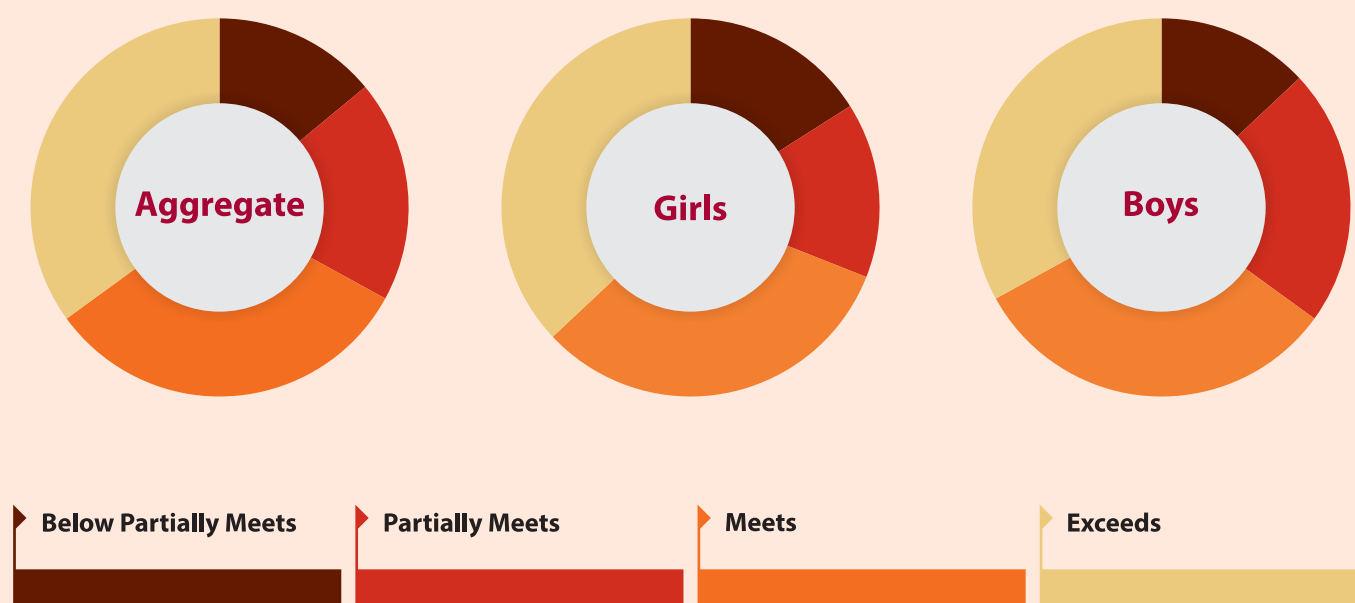 Aggregate
Girls
Boys
Below Partially Meets
Partially Meets
Meets
Exceeds